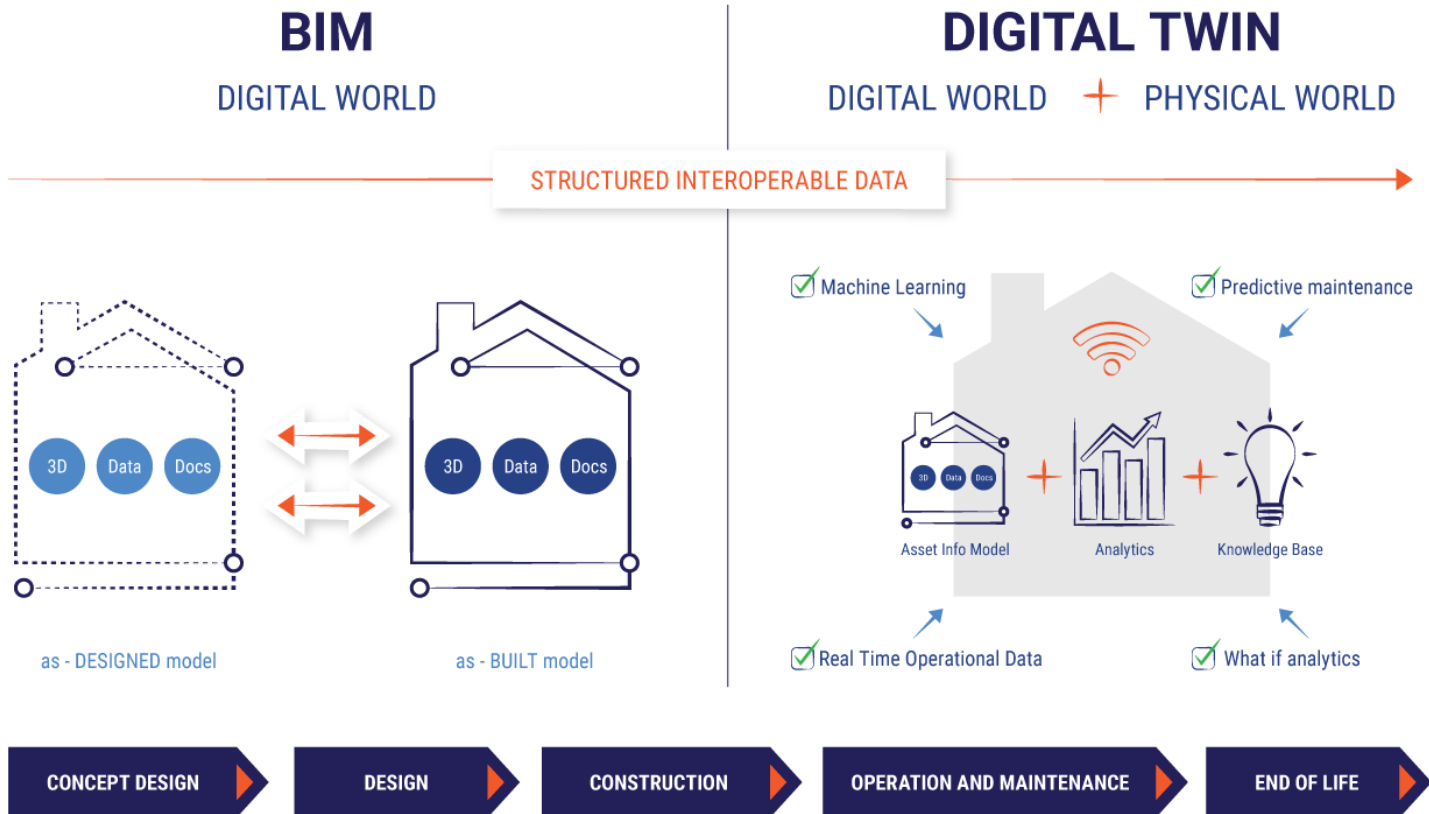 BIM
DIGITAL WORLD
DIGITAL TWIN
DIGITAL WORLD + PHYSICAL WORLD
STRUCTURED INTEROPERABLE DATA
3D Data Docs
as - DESIGNED model
3D Data Docs
as - BUILT model
Machine Learning
Predictive maintenance
3D Data Docs
Asset Info Model + Analytics + Knowledge Base
Real Time Operational Data
What if analytics
CONCEPT DESIGN
DESIGN
CONSTRUCTION
OPERATION AND MAINTENANCE
END OF LIFE